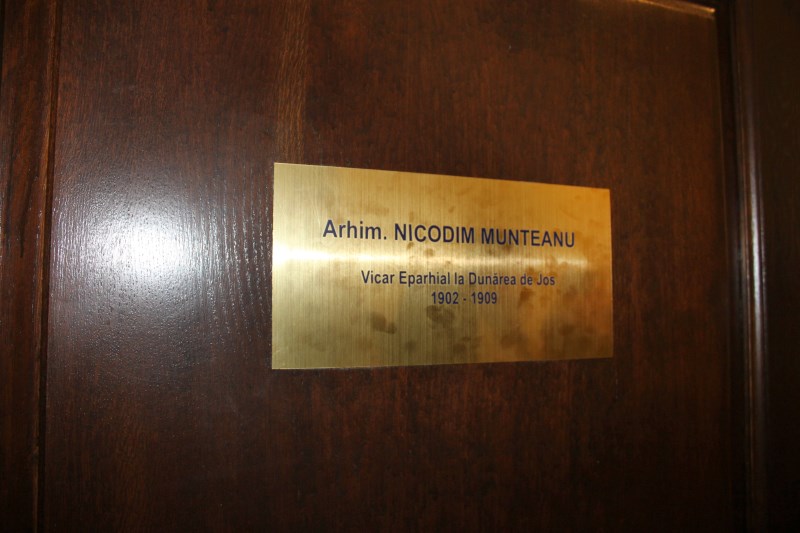 Arhim. NICODIM MUNTEANU
Vicar Eparhial la Dunărea de Jos
1902 - 1909